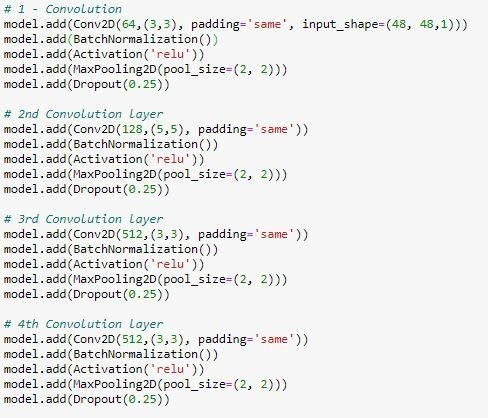 # 1 - Convolution
model.add(Conv2D(64,(3,3), padding='same', input_shape=(48, 48,1)))
model.add(BatchNormalization())
model.add(Activation('relu'))
model.add(MaxPooling2D(pool_size=(2, 2)))
model.add(Dropout(0.25))

# 2nd Convolution layer
model.add(Conv2D(128,(5,5), padding='same'))
model.add(BatchNormalization())
model.add(Activation('relu'))
model.add(MaxPooling2D(pool_size=(2, 2)))
model.add(Dropout(0.25))

# 3rd Convolution layer
model.add(Conv2D(512,(3,3), padding='same'))
model.add(BatchNormalization())
model.add(Activation('relu'))
model.add(MaxPooling2D(pool_size=(2, 2)))
model.add(Dropout(0.25))

# 4th Convolution layer
model.add(Conv2D(512,(3,3), padding='same'))
model.add(BatchNormalization())
model.add(Activation('relu'))
model.add(MaxPooling2D(pool_size=(2, 2)))
model.add(Dropout(0.25))